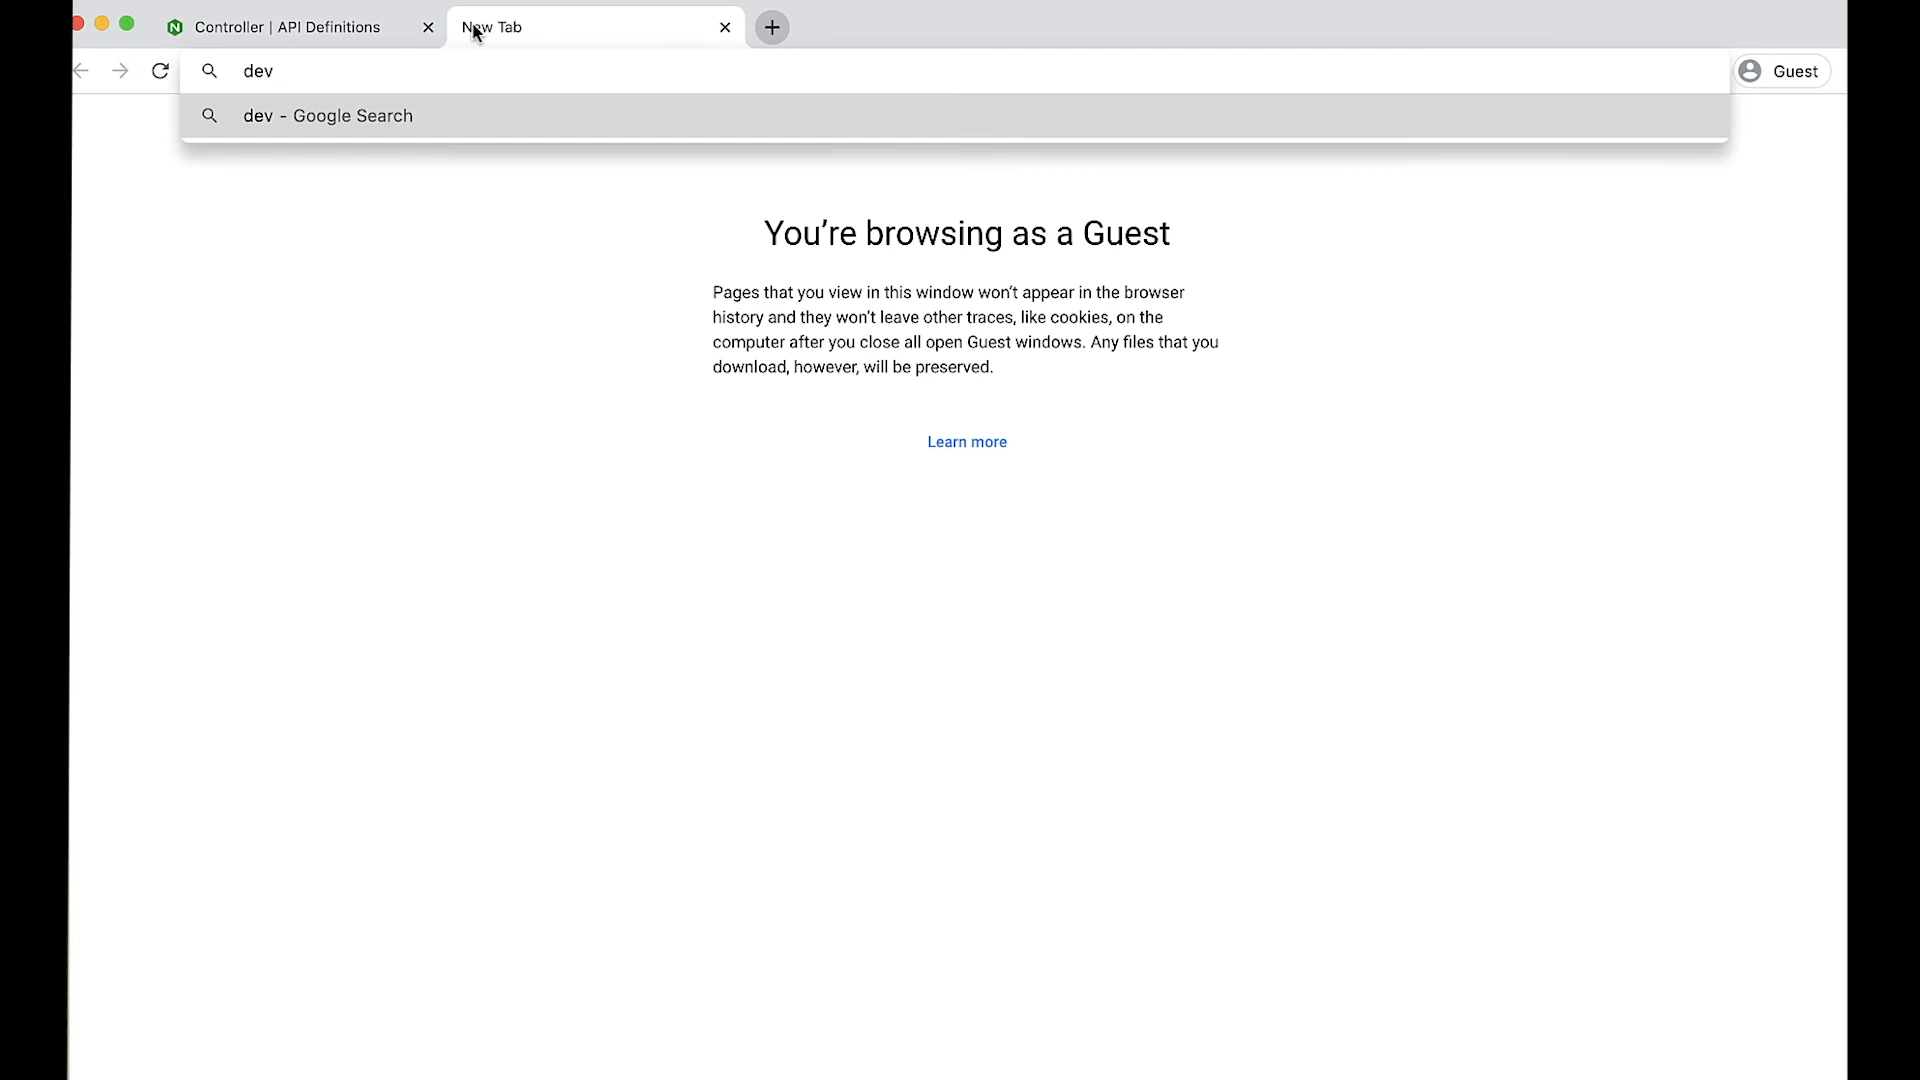 Controller | API Definitions
New Tab
dev
Guest
dev - Google Search
You’re browsing as a Guest
Pages that you view in this window won’t appear in the browser
history and they won’t leave other traces, like cookies, on the
computer after you close all open Guest windows. Any files that you
download, however, will be preserved.
Learn more